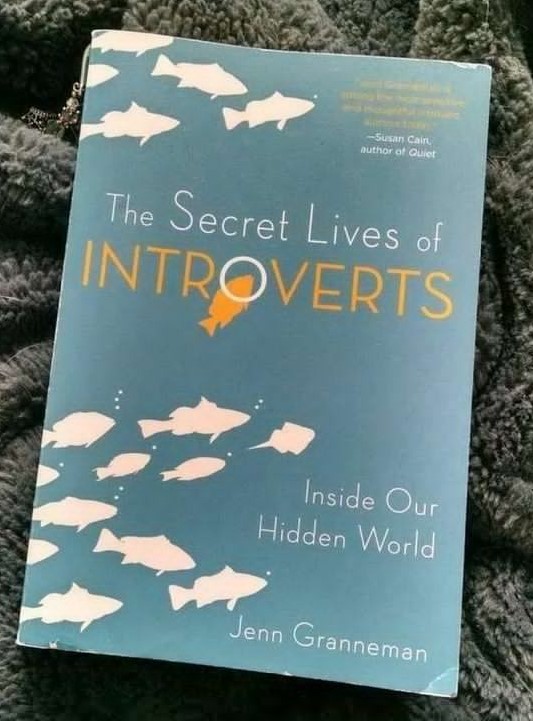 —Susan Cain,
author of Quiet
The Secret Lives of
INTROVERTS
Inside Our
Hidden World
Jenn Granneman